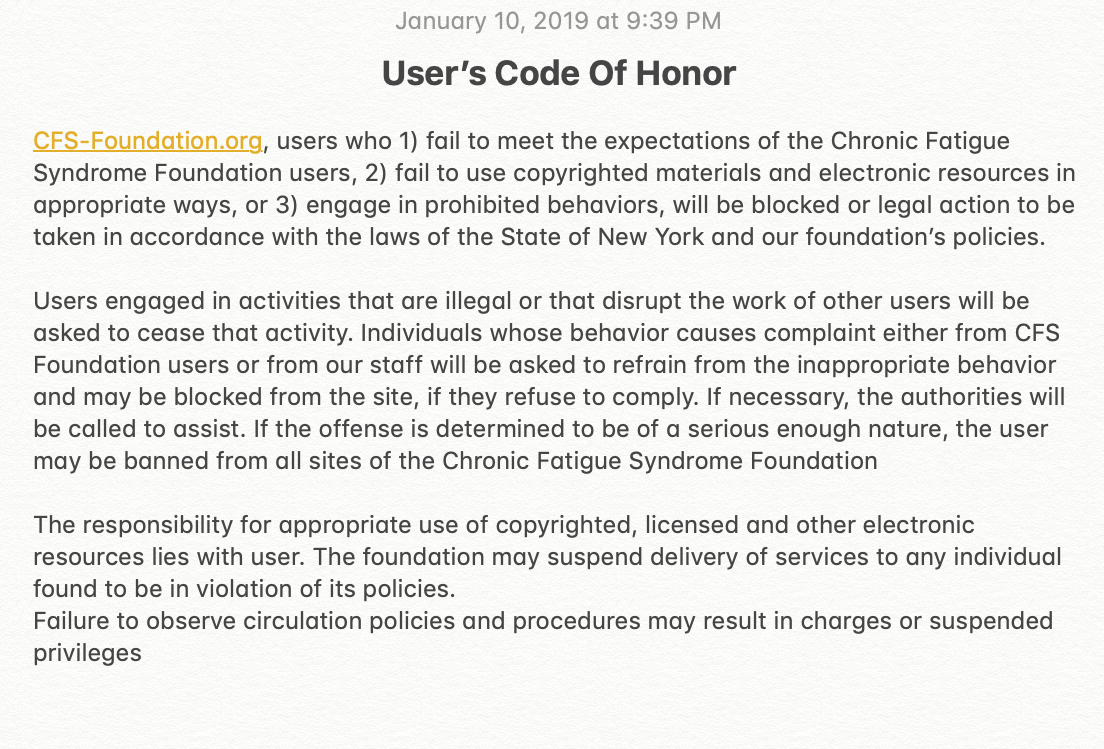 January 10, 2019 at 9:39 PM
User’s Code Of Honor
CFS-Foundation.org, users who 1) fail to meet the expectations of the Chronic Fatigue
Syndrome Foundation users, 2) fail to use copyrighted materials and electronic resources in
appropriate ways, or 3) engage in prohibited behaviors, will be blocked or legal action to be
taken in accordance with the laws of the State of New York and our foundation’s policies.
Users engaged in activities that are illegal or that disrupt the work of other users will be
asked to cease that activity. Individuals whose behavior causes complaint either from CFS
Foundation users or from our staff will be asked to refrain from the inappropriate behavior
and may be blocked from the site, if they refuse to comply. If necessary, the authorities will
be called to assist. If the offense is determined to be of a serious enough nature, the user
may be banned from all sites of the Chronic Fatigue Syndrome Foundation
The responsibility for appropriate use of copyrighted, licensed and other electronic
resources lies with user. The foundation may suspend delivery of services to any individual
found to be in violation of its policies.
Failure to observe circulation policies and procedures may result in charges or suspended
privileges